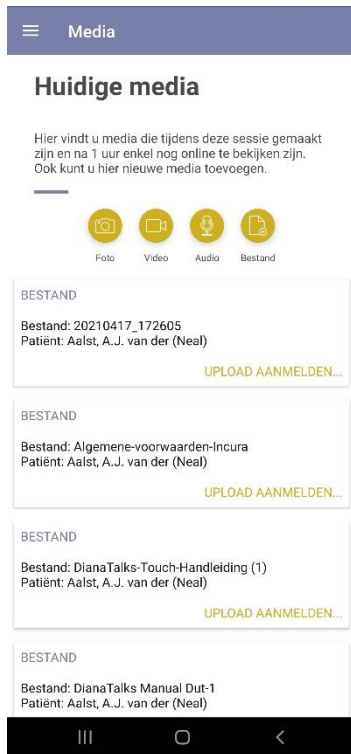 Media
Huidige media
Hier vindt u media die tijdens deze sessie gemaakt
zijn en na 1 uur enkel nog online te bekijken zijn.
Ook kunt u hier nieuwe media toevoegen.
Foto Video Audio Bestand
BESTAND
Bestand: 20210417_172605
Patiënt: Aalst, A.J. van der (Neal)
UPLOAD AANMELDEN...
BESTAND
Bestand: Algemene-voorwaarden-Incura
Patiënt: Aalst, A.J. van der (Neal)
UPLOAD AANMELDEN...
BESTAND
Bestand: DianaTalks-Touch-Handleiding (1)
Patiënt: Aalst, A.J. van der (Neal)
UPLOAD AANMELDEN...
BESTAND
Bestand: DianaTalks Manual Dut-1
Patiënt: Aalst, A.J. van der (Neal)